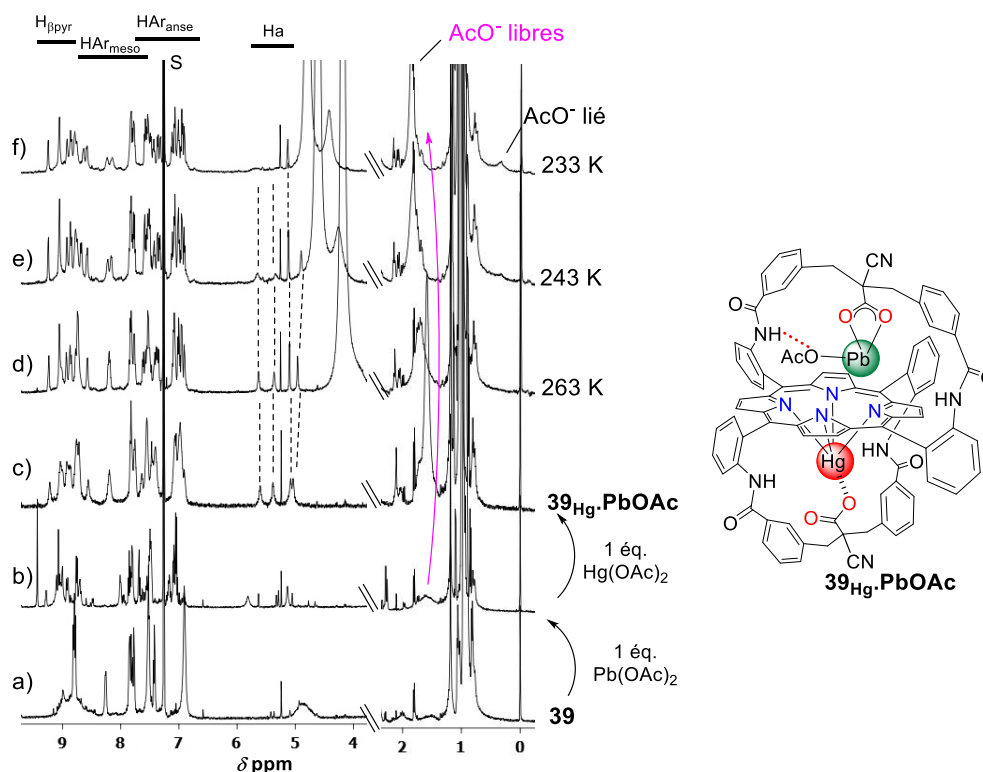 Hβpyr
HArmeso
HAranse
Ha
S
AcO⁻ libres
AcO⁻ lié
f)
233 K
e)
243 K
d)
263 K
c)
39Hg.PbOAc
1 éq.
Hg(OAc)2
b)
1 éq.
Pb(OAc)2
a)
39
9 8 7 6 5 4 2 1 0
δ ppm
CN
O
O O
NH
AcO
Pb
O
N
N N
N
NH
Hg
NH O
NH
O
O
O
CN
39Hg.PbOAc